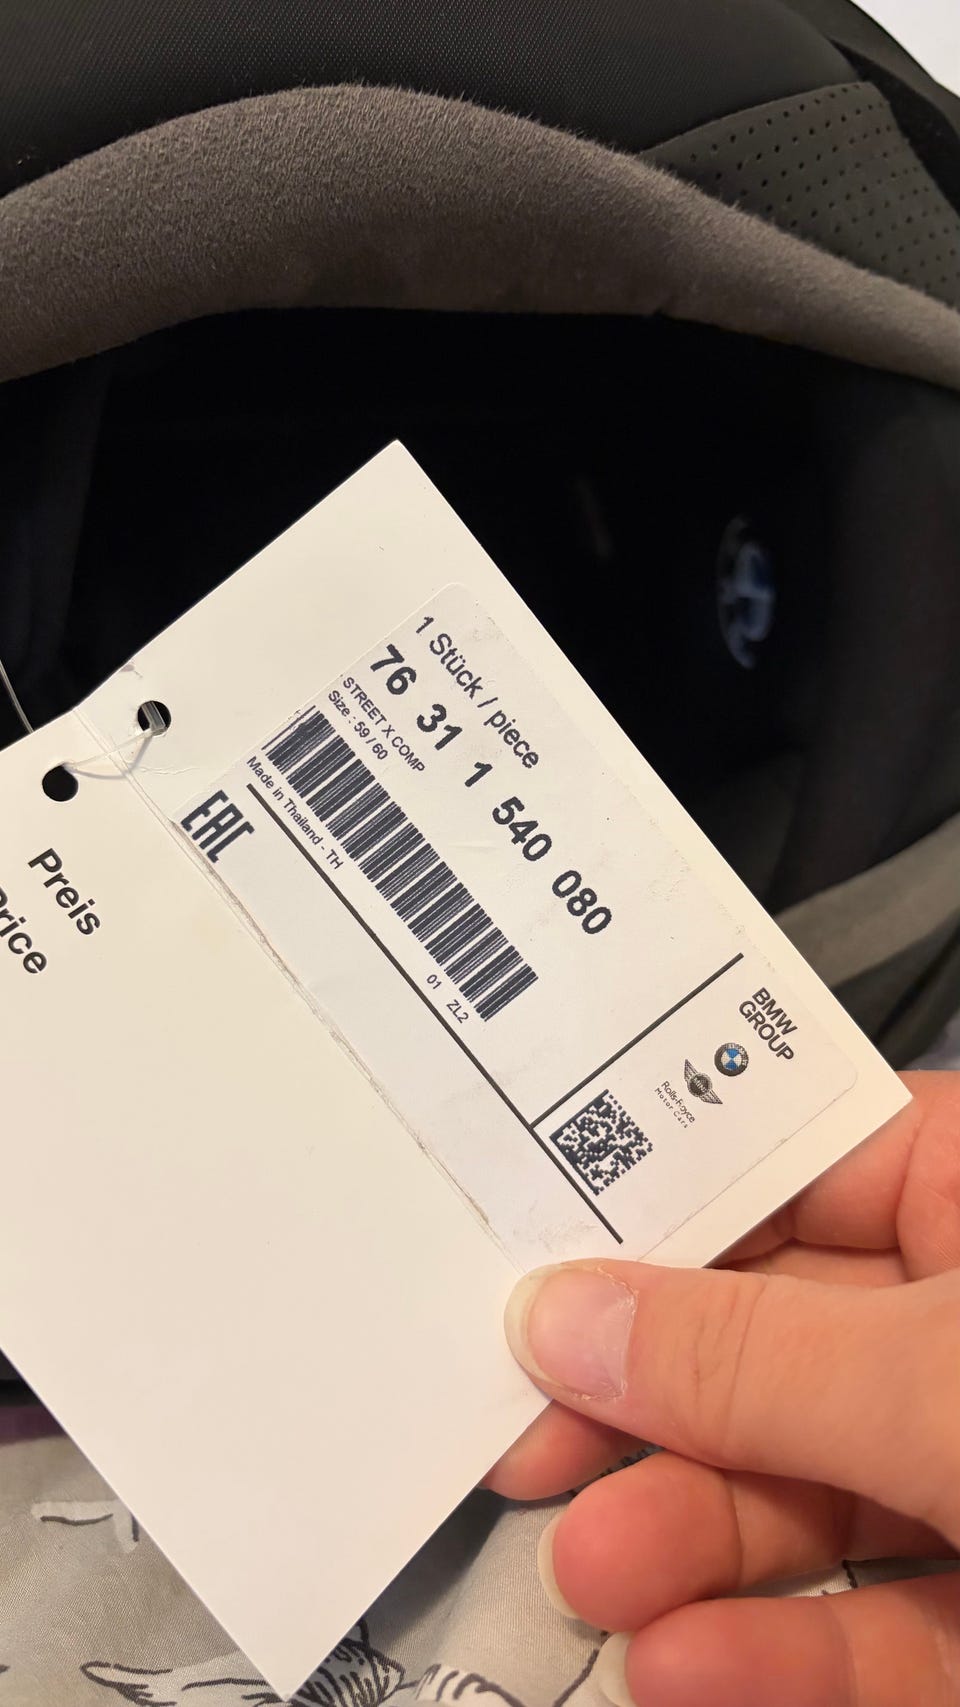 1 Stück / piece
76 31 1 540 080
STREET X COMP
Size : 59 / 60
Made in Thailand - TH
01 ZL2
EAC
BMW
GROUP
MINI
Rolls-Royce
Motor Cars
Preis
Price
R